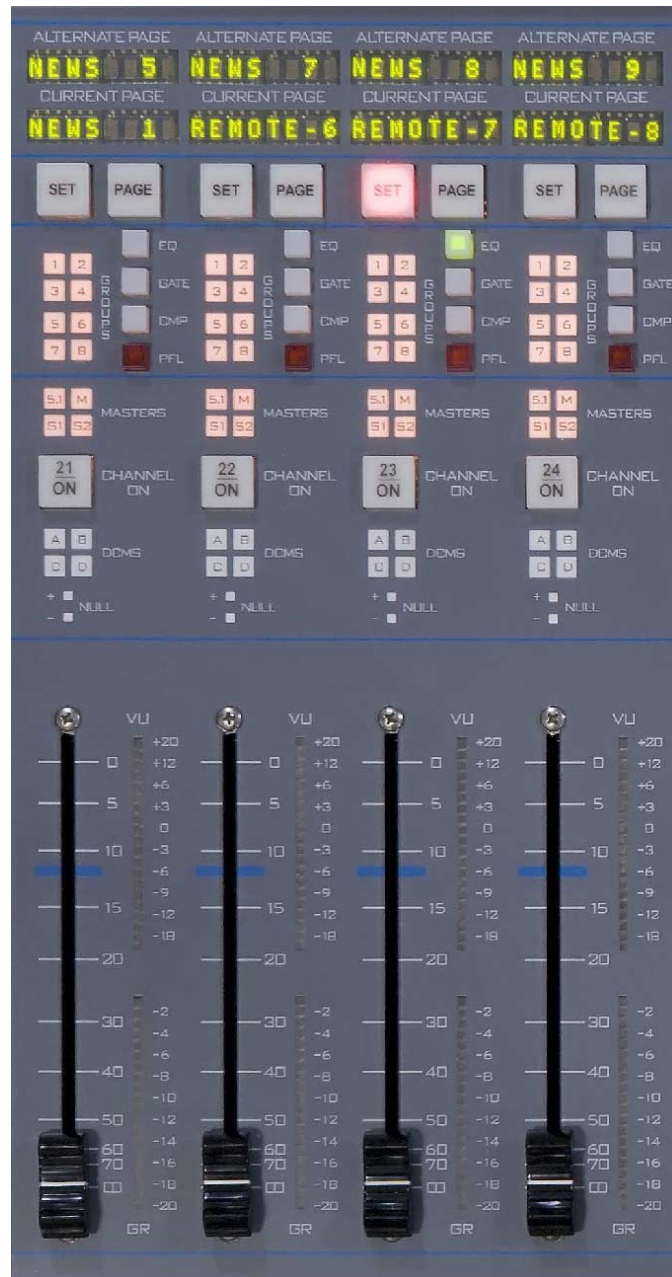 ALTERNATE PAGE ALTERNATE PAGE ALTERNATE PAGE ALTERNATE PAGE
NEWS 5 NEWS 7 NEWS 8 NEWS 9
CURRENT PAGE CURRENT PAGE CURRENT PAGE CURRENT PAGE
NEWS 1 REMOTE-6 REMOTE-7 REMOTE-8
SET PAGE SET PAGE SET PAGE SET PAGE
EQ EQ EQ EQ
1 2 1 2 1 2 1 2
GATE GATE GATE GATE
3 4 3 4 3 4 3 4
GROUPS GROUPS GROUPS GROUPS
5 6 CMP 5 6 CMP 5 6 CMP 5 6 CMP
7 8 PFL 7 8 PFL 7 8 PFL 7 8 PFL
5.1 M 5.1 M 5.1 M 5.1 M
MASTERS MASTERS MASTERS MASTERS
S1 S2 S1 S2 S1 S2 S1 S2
21 22 23 24
ON CHANNEL ON ON CHANNEL ON ON CHANNEL ON ON CHANNEL ON
A B A B A B A B
DCMS DCMS DCMS DCMS
C D C D C D C D
+ + + +
NULL NULL NULL NULL
- - - -
VU VU VU VU
+20 +20 +20 +20
0 +12 0 +12 0 +12 0 +12
+6 +6 +6 +6
5 +3 5 +3 5 +3 5 +3
0 0 0 0
10 -3 10 -3 10 -3 10 -3
-6 -6 -6 -6
-9 -9 -9 -9
15 -12 15 -12 15 -12 15 -12
-18 -18 -18 -18
20 20 20 20
-2 -2 -2 -2
30 30 30 30
-4 -4 -4 -4
-6 -6 -6 -6
40 -8 40 -8 40 -8 40 -8
-10 -10 -10 -10
50 -12 50 -12 50 -12 50 -12
-14 -14 -14 -14
60 60 60 60
70 -16 70 -16 70 -16 70 -16
∞ -18 ∞ -18 ∞ -18 ∞ -18
-20 -20 -20 -20
GR GR GR GR